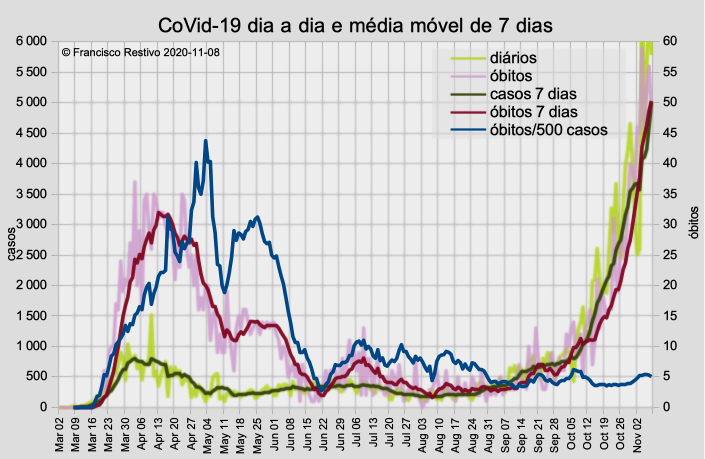 CoVid-19 dia a dia e média móvel de 7 dias
© Francisco Restivo 2020-11-08
diários
óbitos
casos 7 dias
óbitos 7 dias
óbitos/500 casos
casos
6 000
5 500
5 000
4 500
4 000
3 500
3 000
2 500
2 000
1 500
1 000
500
0
60
55
50
45
40
35
30
25
20
15
10
5
0
óbitos
Mar 02
Mar 09
Mar 16
Mar 23
Mar 30
Apr 06
Apr 13
Apr 20
Apr 27
May 04
May 11
May 18
May 25
Jun 01
Jun 08
Jun 15
Jun 22
Jun 29
Jul 06
Jul 13
Jul 20
Jul 27
Aug 03
Aug 10
Aug 17
Aug 24
Aug 31
Sep 07
Sep 14
Sep 21
Sep 28
Oct 05
Oct 12
Oct 19
Oct 26
Nov 02